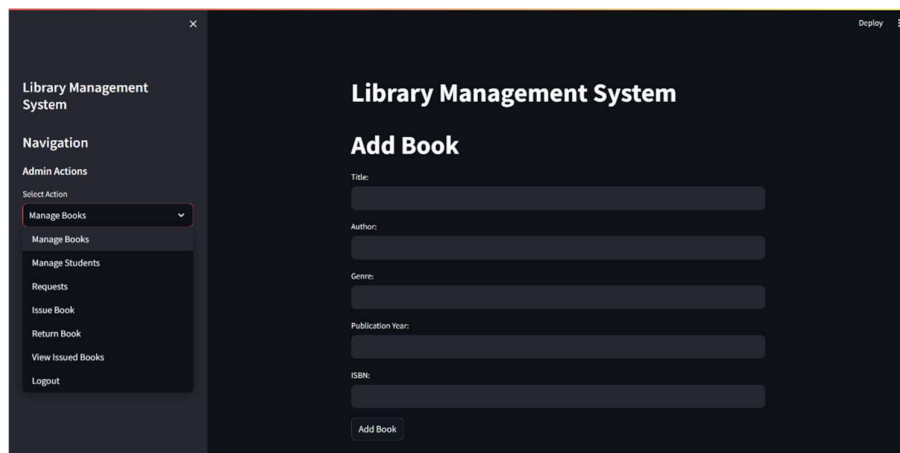 Deploy
Library Management
System
Navigation
Admin Actions
Select Action
Manage Books
Manage Books
Manage Students
Requests
Issue Book
Return Book
View Issued Books
Logout
Library Management System
Add Book
Title:
Author:
Genre:
Publication Year:
ISBN:
Add Book